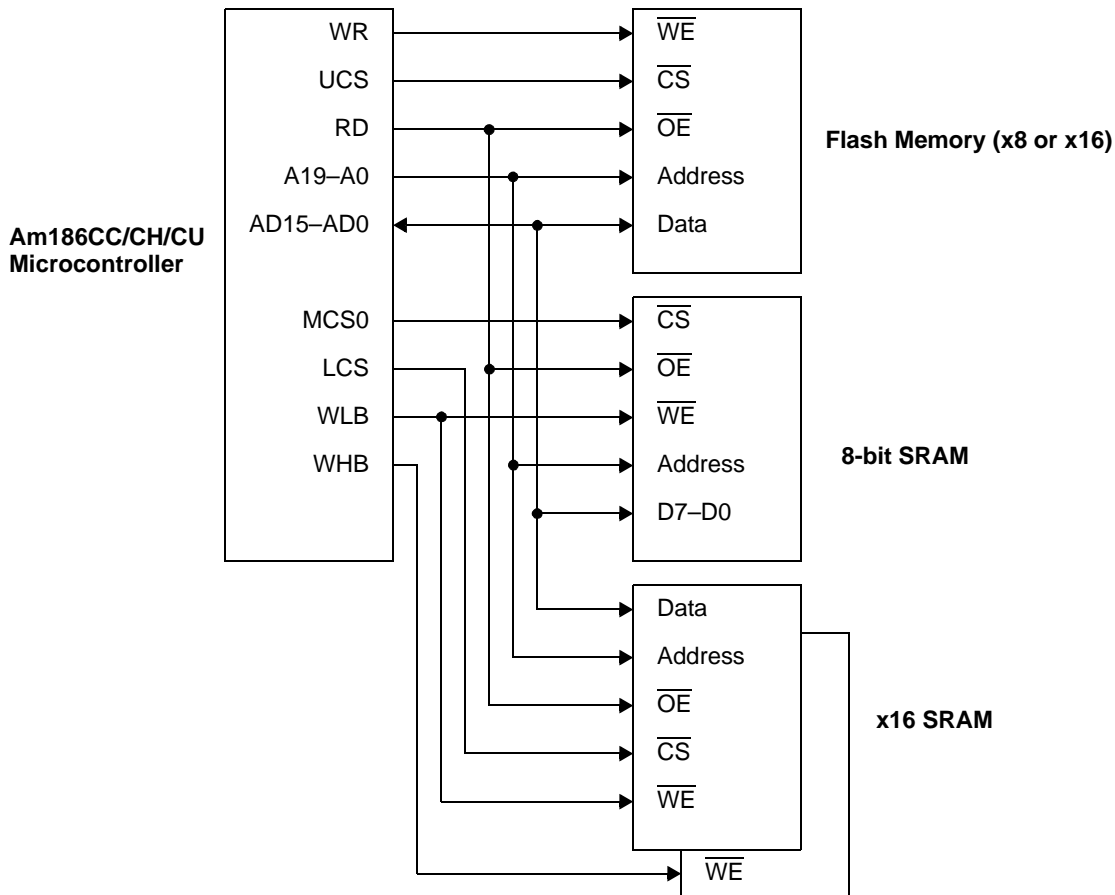 WR
UCS
RD
A19–A0
AD15–AD0
MCS0
LCS
WLB
WHB
Am186CC/CH/CU
Microcontroller
WE
CS
OE
Address
Data
Flash Memory (x8 or x16)
CS
OE
WE
Address
D7–D0
8-bit SRAM
Data
Address
OE
CS
WE
x16 SRAM
WE